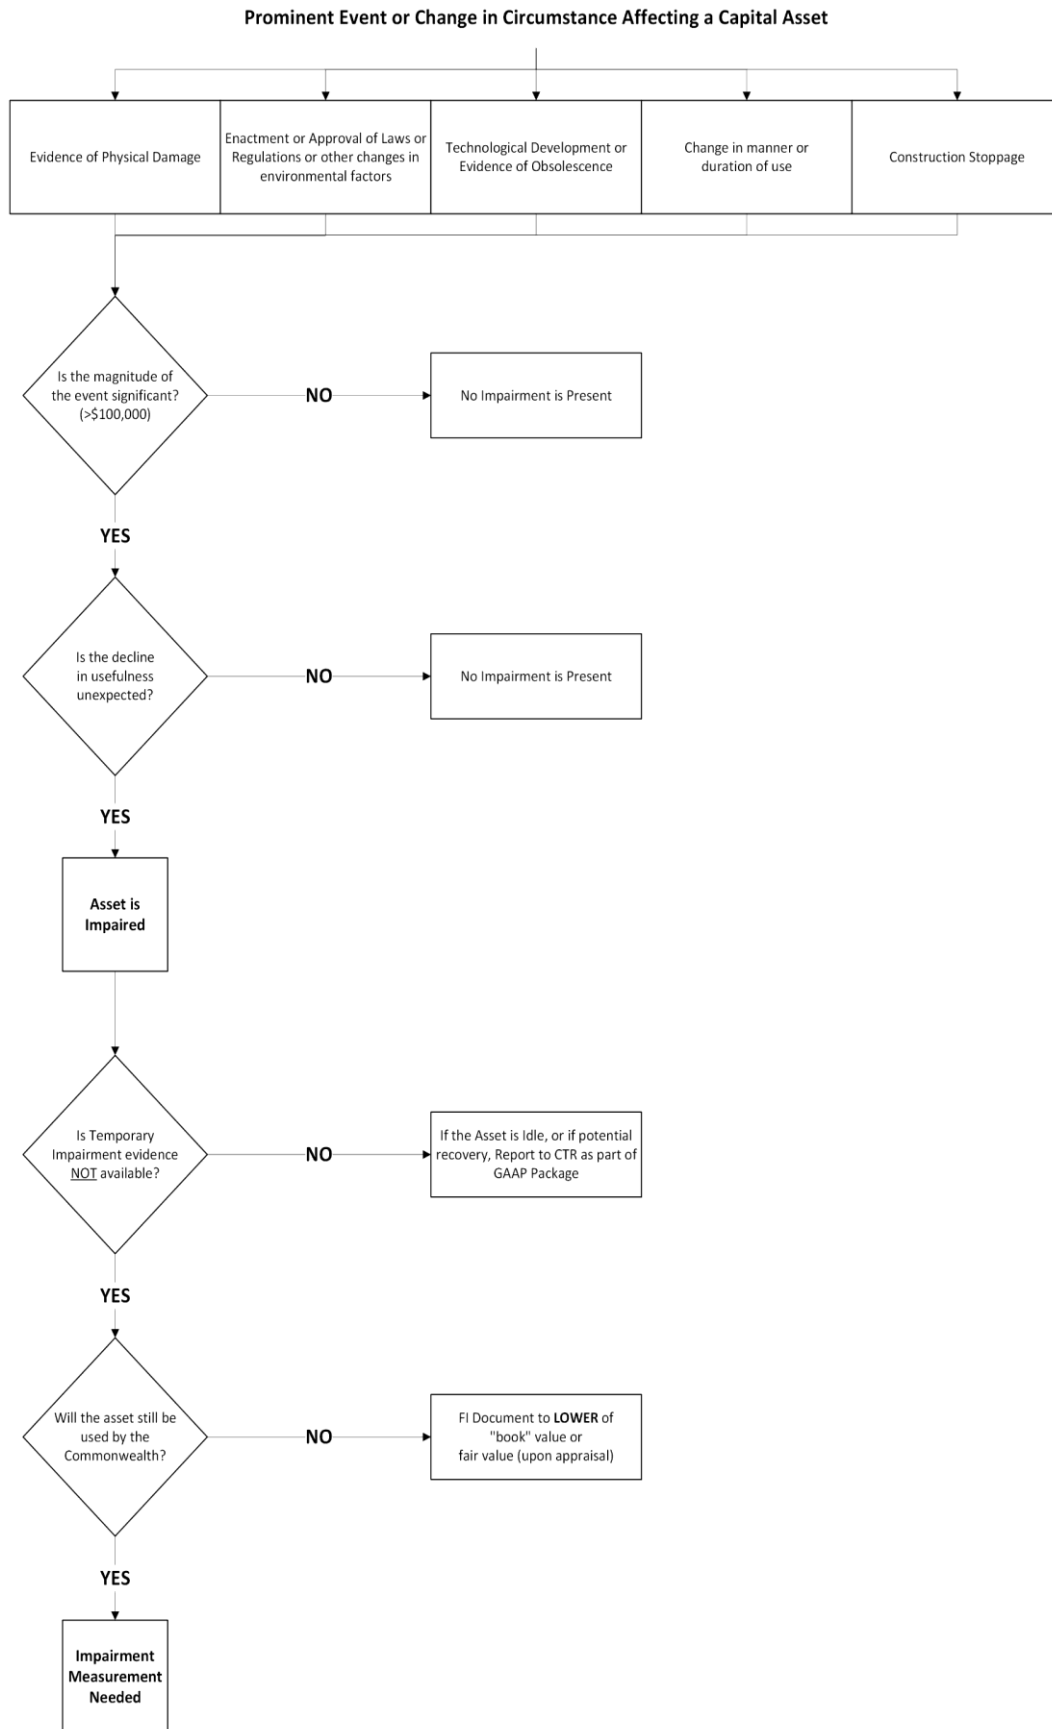 Prominent Event or Change in Circumstance Affecting a Capital Asset
Evidence of Physical Damage
Enactment or Approval of Laws or
Regulations or other changes in
environmental factors
Technological Development or
Evidence of Obsolescence
Change in manner or
duration of use
Construction Stoppage
Is the magnitude of
the event significant?
(>$100,000)
NO
No Impairment is Present
YES
Is the decline
in usefulness
unexpected?
NO
No Impairment is Present
YES
Asset is
Impaired
Is Temporary
Impairment evidence
NOT available?
NO
If the Asset is Idle, or if potential
recovery, Report to CTR as part of
GAAP Package
YES
Will the asset still be
used by the
Commonwealth?
NO
FI Document to LOWER of
"book" value or
fair value (upon appraisal)
YES
Impairment
Measurement
Needed